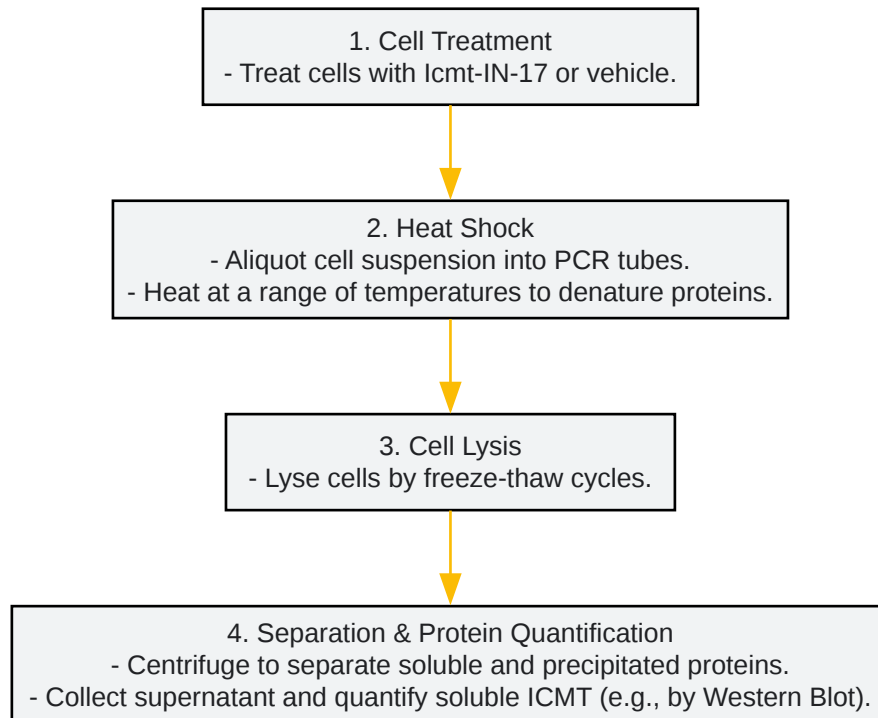 1. Cell Treatment
- Treat cells with Icmt-IN-17 or vehicle.
2. Heat Shock
- Aliquot cell suspension into PCR tubes.
- Heat at a range of temperatures to denature proteins.
3. Cell Lysis
- Lyse cells by freeze-thaw cycles.
4. Separation & Protein Quantification
- Centrifuge to separate soluble and precipitated proteins.
- Collect supernatant and quantify soluble ICMT (e.g., by Western Blot).